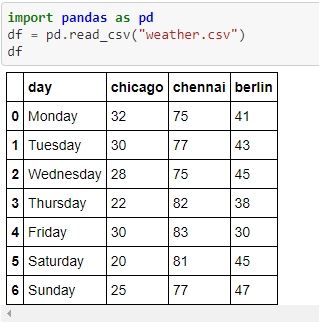 import pandas as pd
df = pd.read_csv("weather.csv")
df
day chicago chennai berlin
0 Monday 32 75 41
1 Tuesday 30 77 43
2 Wednesday 28 75 45
3 Thursday 22 82 38
4 Friday 30 83 30
5 Saturday 20 81 45
6 Sunday 25 77 47